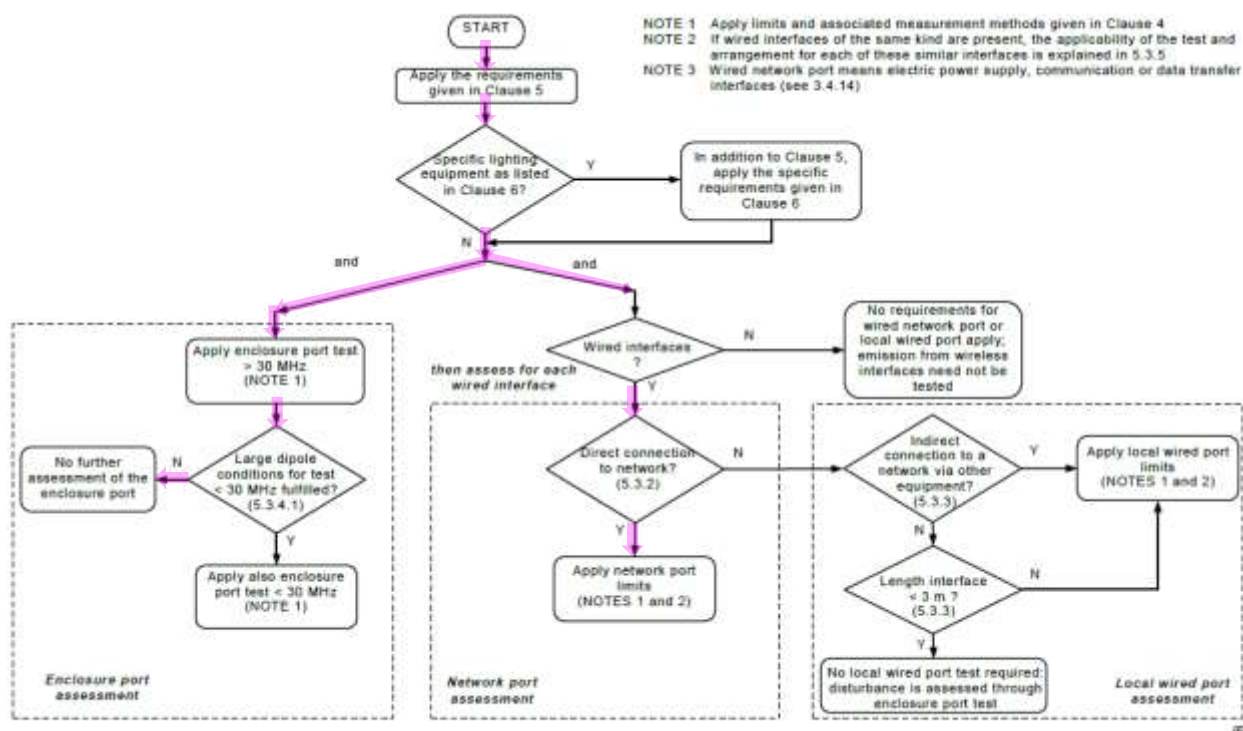 START
NOTE 1 Apply limits and associated measurement methods given in Clause 4
NOTE 2 If wired interfaces of the same kind are present, the applicability of the test and
arrangement for each of these similar interfaces is explained in 5.3.5
NOTE 3 Wired network port means electric power supply, communication or data transfer
interfaces (see 3.4.14)
Apply the requirements
given in Clause 5
Specific lighting
equipment as listed
in Clause 6?
Y
In addition to Clause 5,
apply the specific
requirements given in
Clause 6
N
and
and
Apply enclosure port test
> 30 MHz
(NOTE 1)
Large dipole
conditions for test
< 30 MHz fulfilled?
(5.3.4.1)
N
No further
assessment of the
enclosure port
Y
Apply also enclosure
port test < 30 MHz
(NOTE 1)
Enclosure port
assessment
Wired interfaces
?
N
No requirements for
wired network port or
local wired port apply;
emission from wireless
interfaces need not be
tested
then assess for each
wired interface
Y
Direct connection
to network?
(5.3.2)
N
Y
Apply network port
limits
(NOTES 1 and 2)
Network port
assessment
Indirect
connection to a
network via other
equipment?
(5.3.3)
Y
Apply local wired port
limits
(NOTES 1 and 2)
N
Length interface
< 3 m ?
(5.3.3)
N
Y
No local wired port test required:
disturbance is assessed through
enclosure port test
Local wired port
assessment